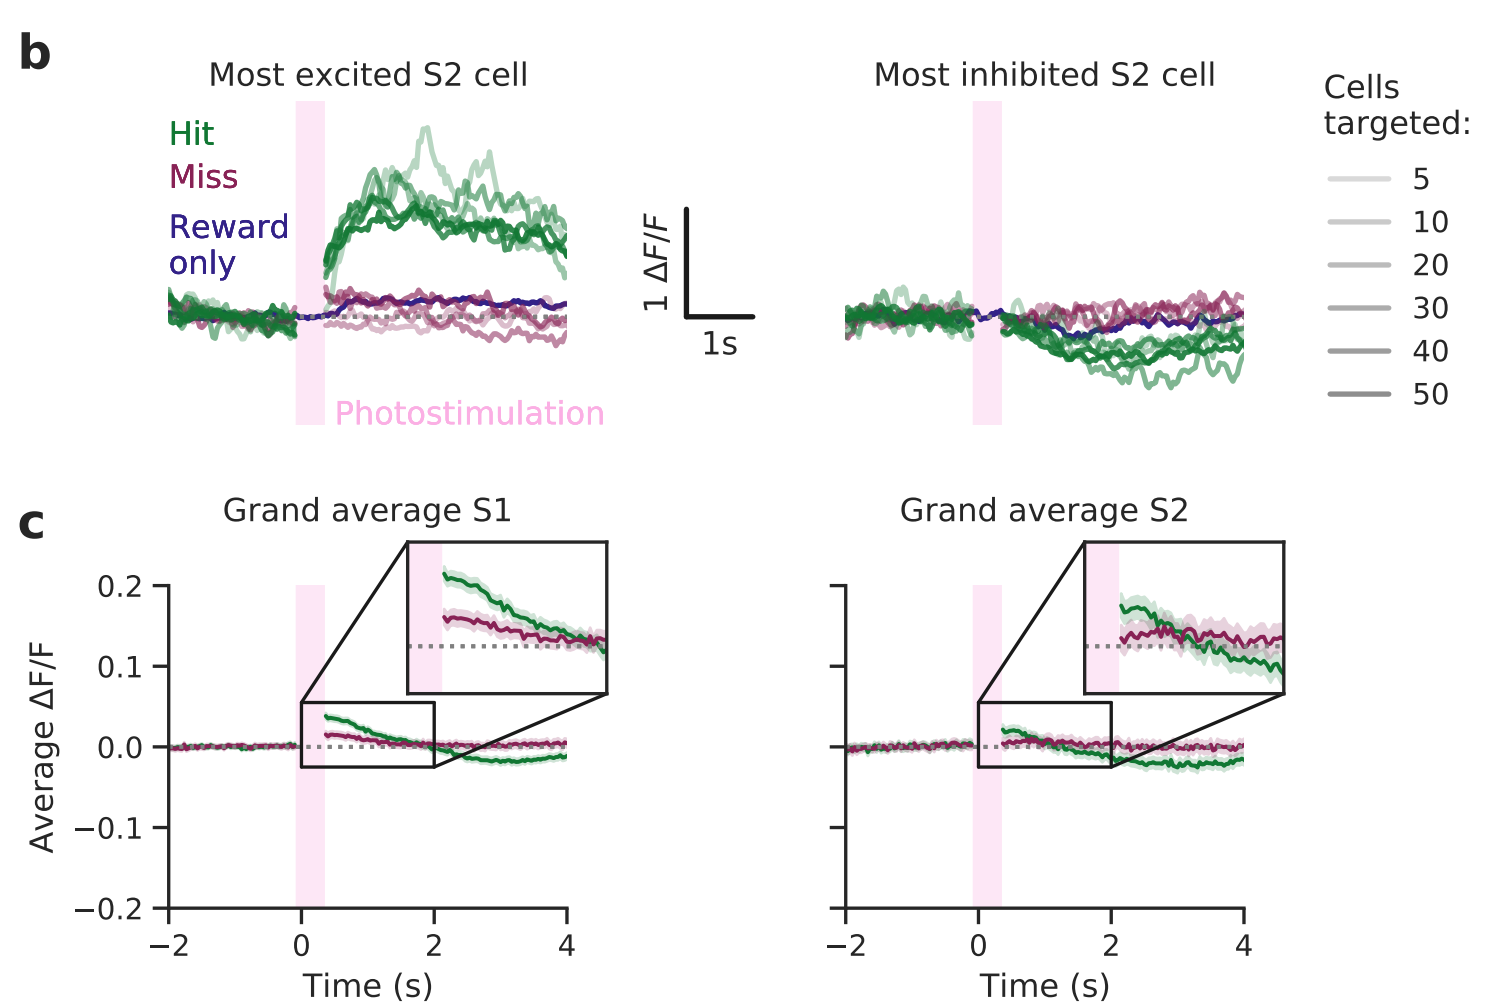 b
Most excited S2 cell
Most inhibited S2 cell
Cells
targeted:
Hit
Miss
Reward
only
1 ΔF/F
1s
5
10
20
30
40
50
Photostimulation
c
Grand average S1
Grand average S2
Average ΔF/F
0.2
0.1
0.0
−0.1
−0.2
−2
0
2
4
Time (s)
−2
0
2
4
Time (s)